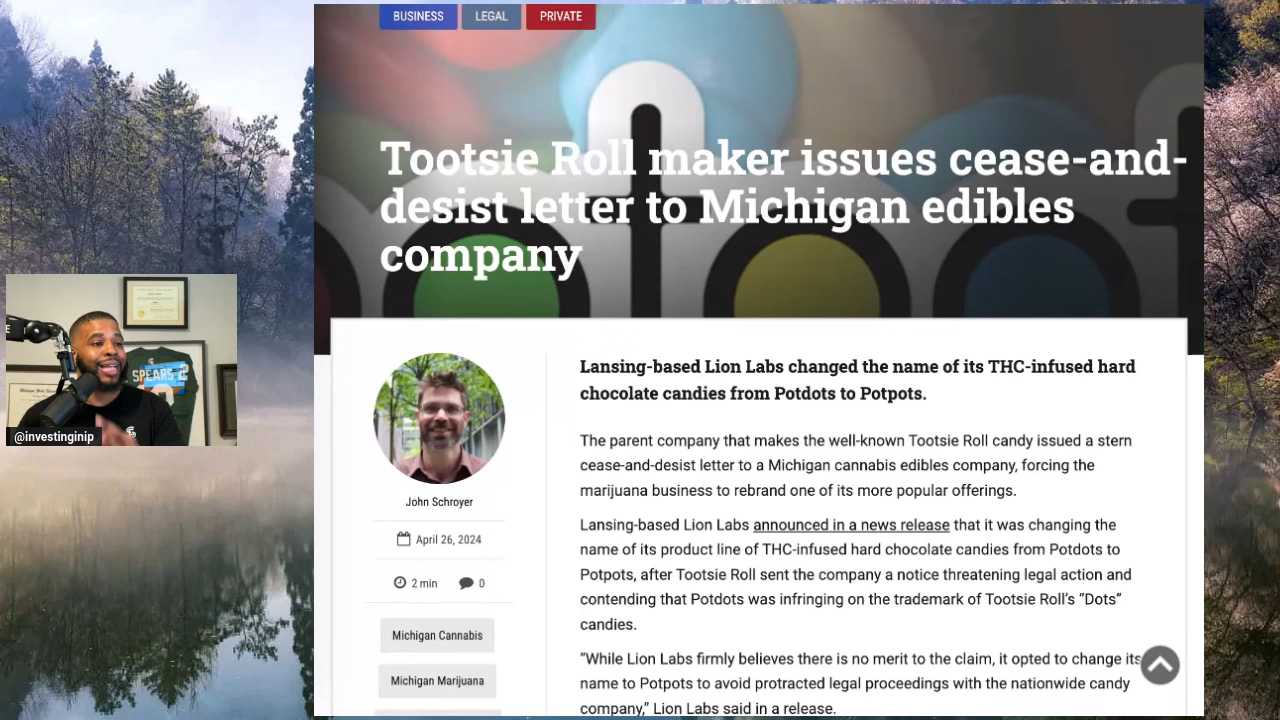 BUSINESS
LEGAL
PRIVATE
Tootsie Roll maker issues cease-and-
desist letter to Michigan edibles
company
SPEARS 2
@investinginip
John Schroyer
April 26, 2024
2 min
0
Michigan Cannabis
Michigan Marijuana
Lansing-based Lion Labs changed the name of its THC-infused hard
chocolate candies from Potdots to Potpots.
The parent company that makes the well-known Tootsie Roll candy issued a stern
cease-and-desist letter to a Michigan cannabis edibles company, forcing the
marijuana business to rebrand one of its more popular offerings.
Lansing-based Lion Labs announced in a news release that it was changing the
name of its product line of THC-infused hard chocolate candies from Potdots to
Potpots, after Tootsie Roll sent the company a notice threatening legal action and
contending that Potdots was infringing on the trademark of Tootsie Roll's “Dots”
candies.
“While Lion Labs firmly believes there is no merit to the claim, it opted to change its
name to Potpots to avoid protracted legal proceedings with the nationwide candy
company,” Lion Labs said in a release.